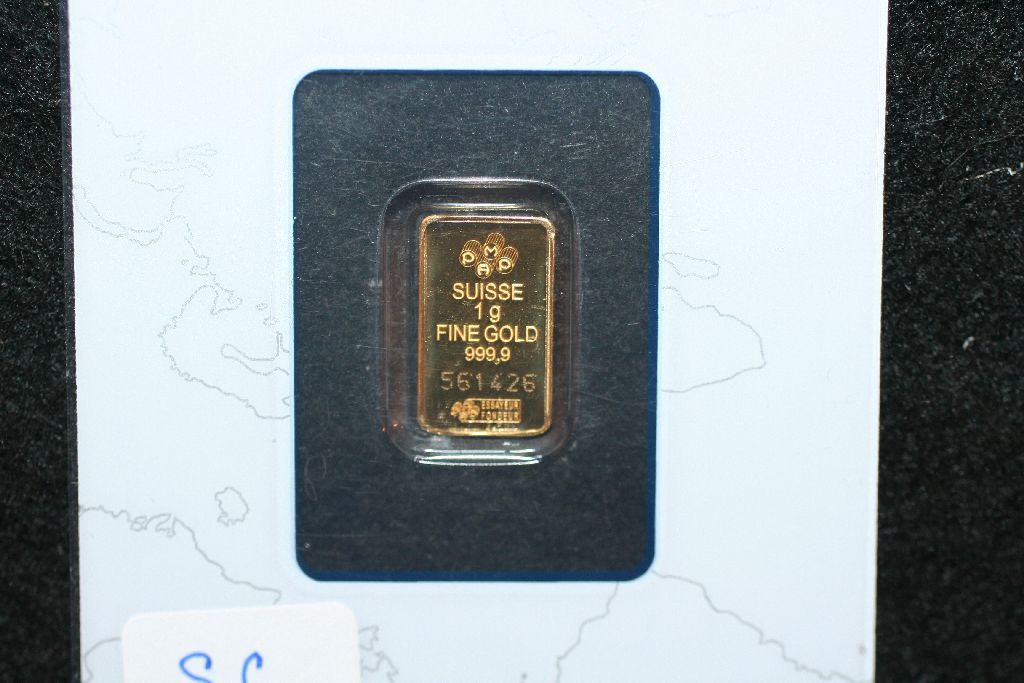 PAMP
SUISSE
1 g
FINE GOLD
999,9
561426
ESSAYEUR
FONDEUR